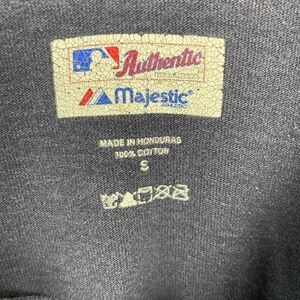 Authentic
Majestic
MADE IN HONDURAS
100% COTTON
S